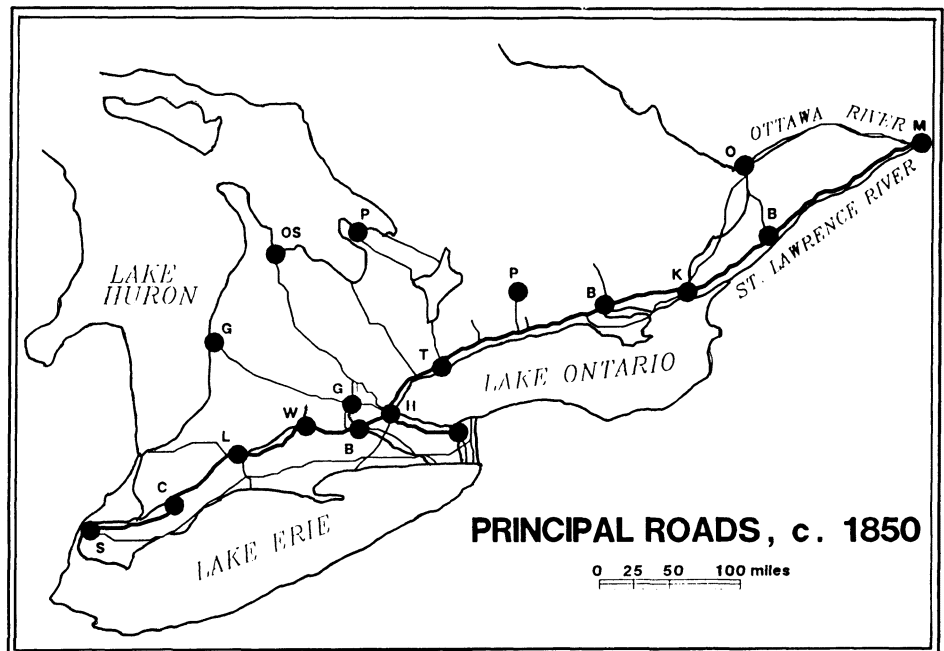 M
OTTAWA RIVER
O
B
ST. LAWRENCE RIVER
P
OS
LAKE
HURON
P
B
K
G
T
LAKE ONTARIO
G
W
H
B
L
C
S
LAKE ERIE
PRINCIPAL ROADS, c. 1850
0 25 50 100 miles